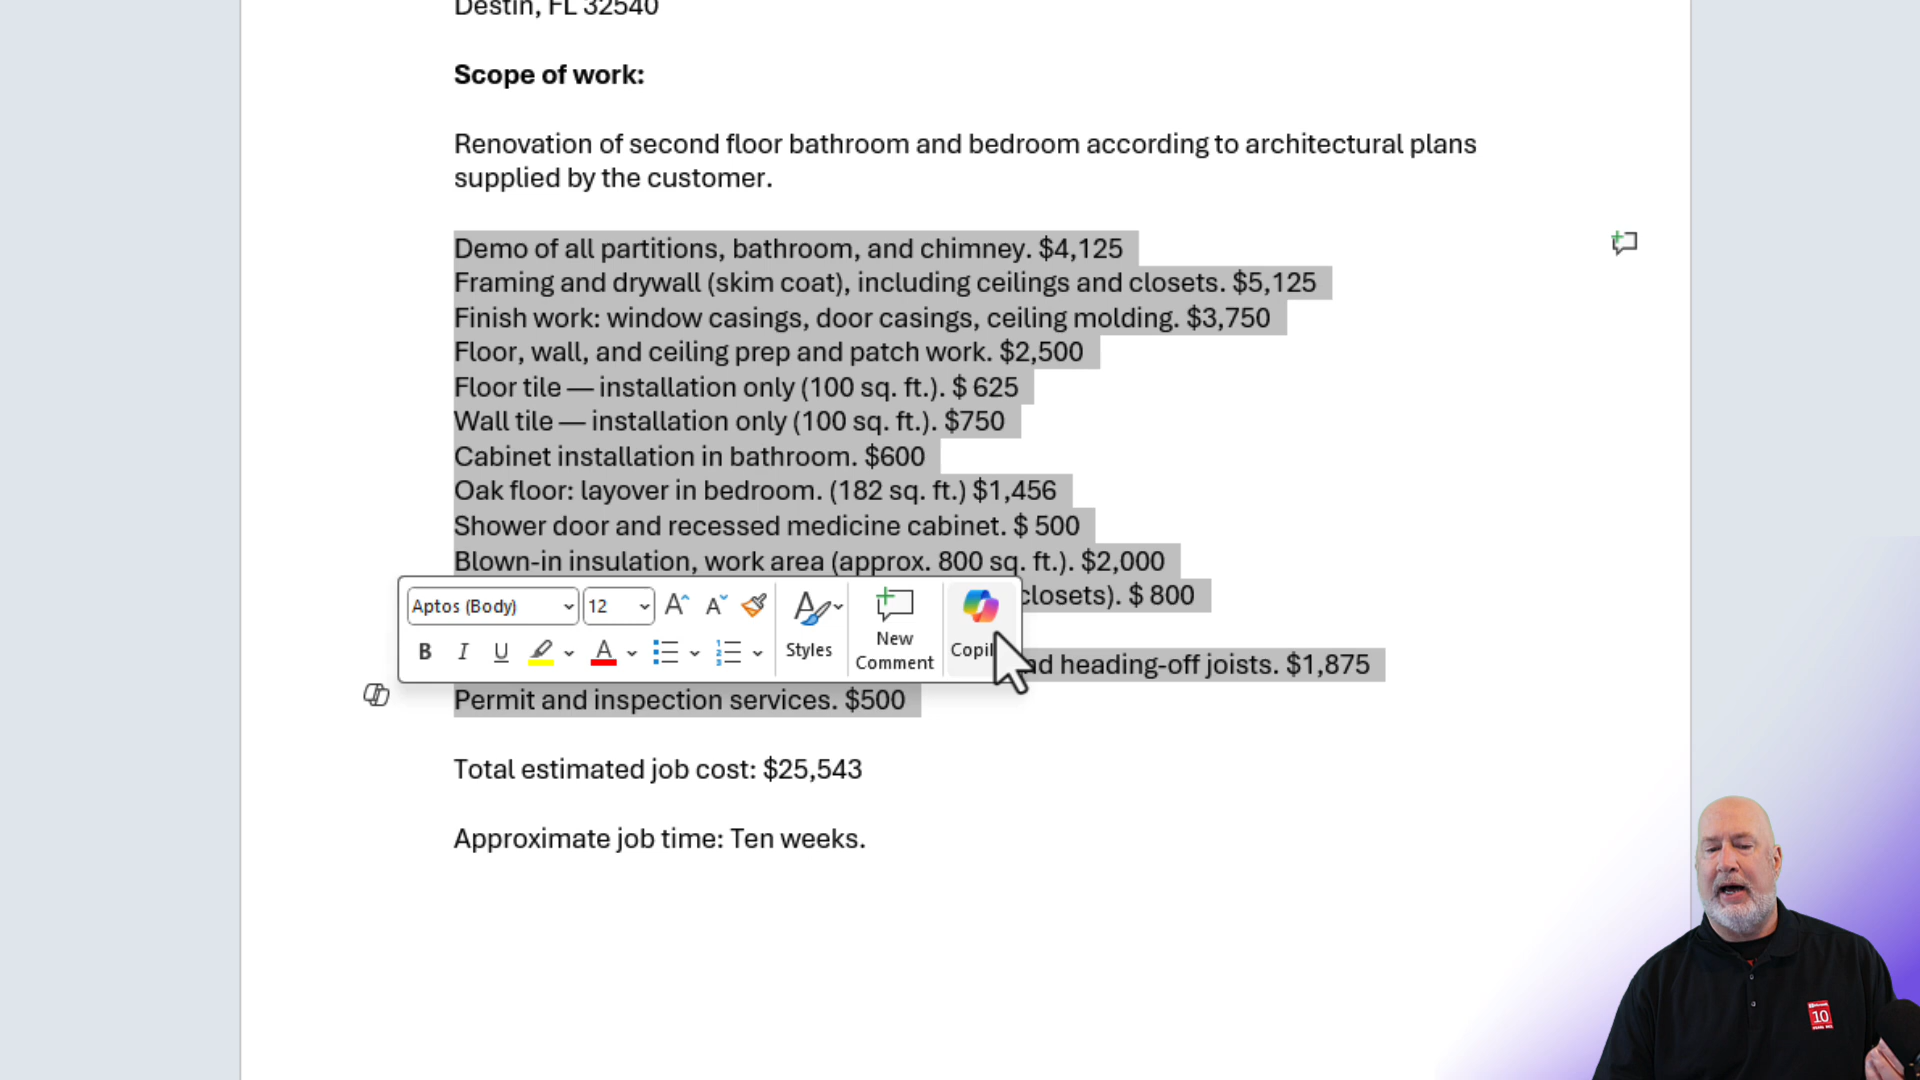 Destin, FL 32540
Scope of work:
Renovation of second floor bathroom and bedroom according to architectural plans
supplied by the customer.
Demo of all partitions, bathroom, and chimney. $4,125
Framing and drywall (skim coat), including ceilings and closets. $5,125
Finish work: window casings, door casings, ceiling molding. $3,750
Floor, wall, and ceiling prep and patch work. $2,500
Floor tile — installation only (100 sq. ft.). $ 625
Wall tile — installation only (100 sq. ft.). $750
Cabinet installation in bathroom. $600
Oak floor: layover in bedroom. (182 sq. ft.) $1,456
Shower door and recessed medicine cabinet. $ 500
Blown-in insulation, work area (approx. 800 sq. ft.). $2,000
closets). $ 800
Aptos (Body) 12
B I U A Styles
New
Comment
heading-off joists. $1,875
Permit and inspection services. $500
Total estimated job cost: $25,543
Approximate job time: Ten weeks.
10